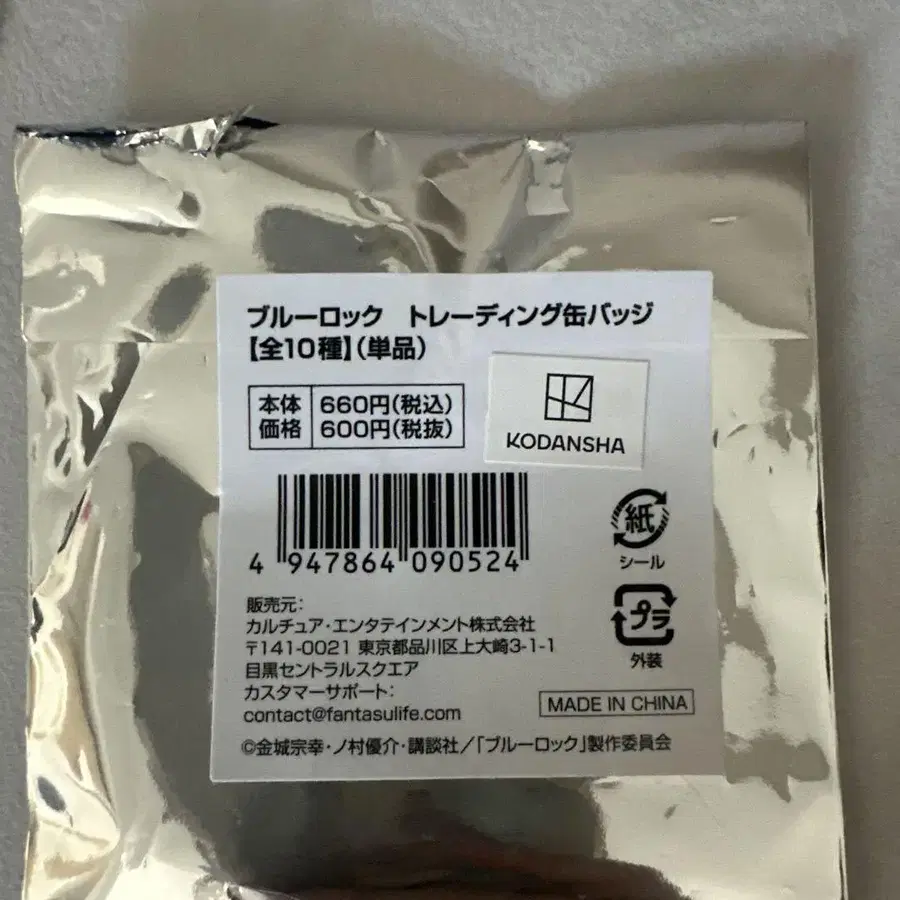 ブルーロック　トレーディング缶バッジ
【全10種】（単品）
本体価格 660円（税込）
600円（税抜）
KODANSHA
4 947864 090524
紙
シール
プラ
外装
販売元：
カルチュア・エンタテインメント株式会社
〒141-0021 東京都品川区上大崎3-1-1
目黒セントラルスクエア
カスタマーサポート：
contact@fantasulife.com
MADE IN CHINA
©金城宗幸・ノ村優介・講談社／「ブルーロック」製作委員会